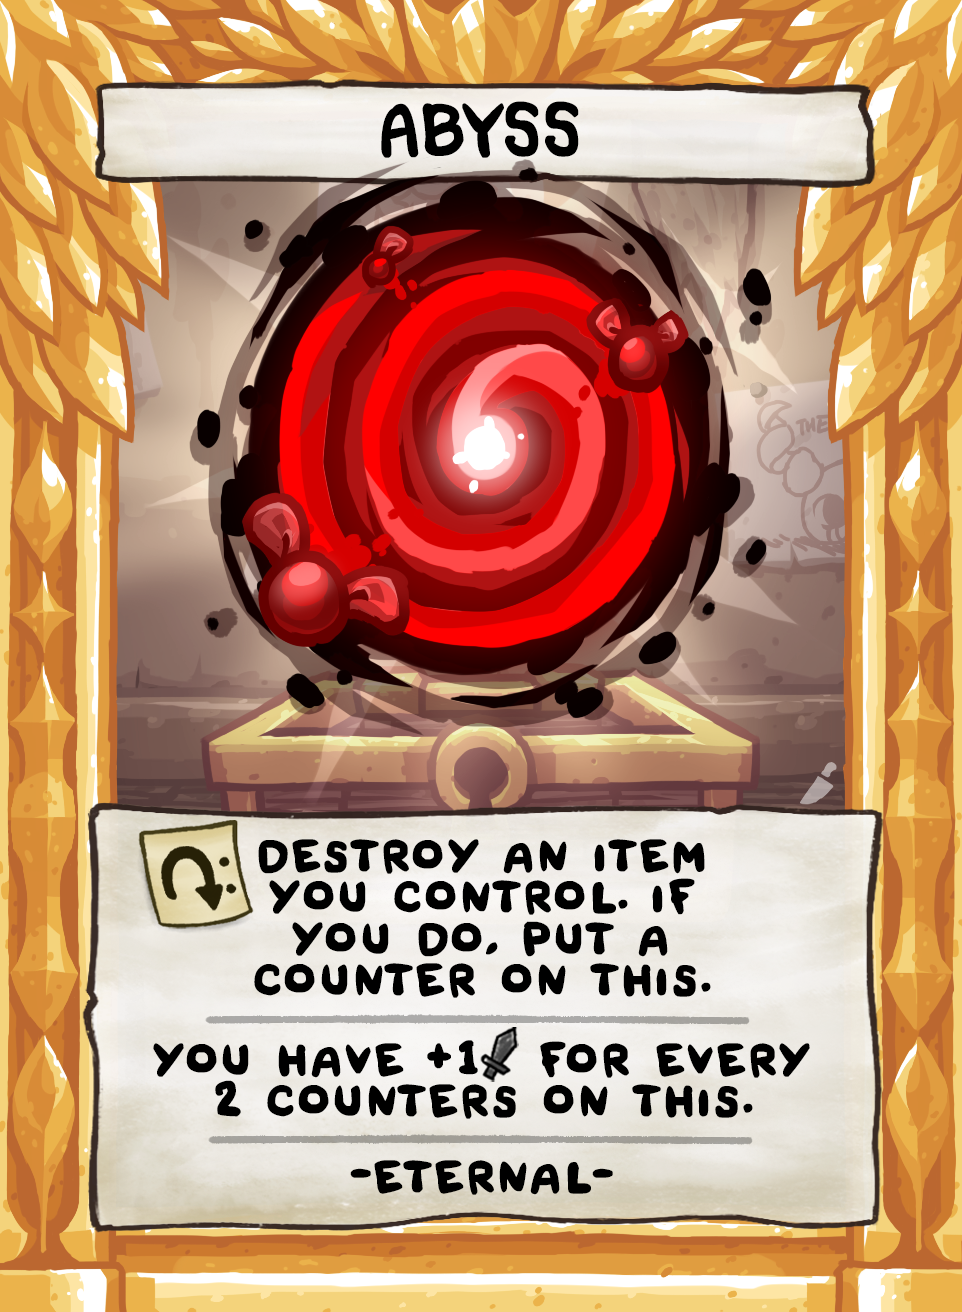 ABYSS
THE
DESTROY AN ITEM
YOU CONTROL. IF
YOU DO, PUT A
COUNTER ON THIS.
YOU HAVE +1 FOR EVERY
2 COUNTERS ON THIS.
-ETERNAL-